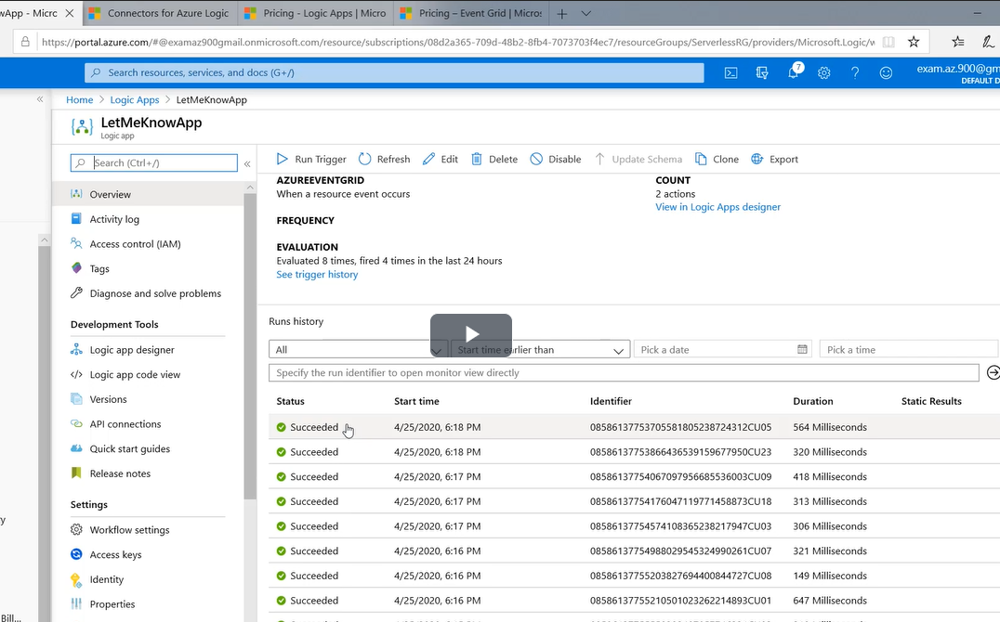 wApp - Micrc
Connectors for Azure Logic
Pricing - Logic Apps | Micro
Pricing – Event Grid | Micros
https://portal.azure.com/#@examaz900gmail.onmicrosoft.com/resource/subscriptions/08d2a365-709d-48b2-8fb4-7073703f4ec7/resourceGroups/ServerlessRG/providers/Microsoft.Logic/w
Search resources, services, and docs (G+/)
7
exam.az.900@gm
DEFAULT D
Home > Logic Apps > LetMeKnowApp
LetMeKnowApp
Logic app
Search (Ctrl+/)
Run Trigger Refresh Edit Delete Disable Update Schema Clone Export
Overview
Activity log
Access control (IAM)
Tags
Diagnose and solve problems
Development Tools
Logic app designer
Logic app code view
Versions
API connections
Quick start guides
Release notes
Settings
Workflow settings
Access keys
Identity
Properties
ry
Bill...
AZUREEVENTGRID
When a resource event occurs
FREQUENCY
EVALUATION
Evaluated 8 times, fired 4 times in the last 24 hours
See trigger history
COUNT
2 actions
View in Logic Apps designer
Runs history
All Start time earlier than Pick a date Pick a time
Specify the run identifier to open monitor view directly
Status Start time Identifier Duration Static Results
Succeeded 4/25/2020, 6:18 PM 08586137753705581805238724312CU05 564 Milliseconds
Succeeded 4/25/2020, 6:18 PM 08586137753866436539159677950CU23 320 Milliseconds
Succeeded 4/25/2020, 6:17 PM 08586137754067097956685536003CU09 418 Milliseconds
Succeeded 4/25/2020, 6:17 PM 08586137754176047119771458873CU18 313 Milliseconds
Succeeded 4/25/2020, 6:17 PM 08586137754574108365238217947CU03 306 Milliseconds
Succeeded 4/25/2020, 6:16 PM 08586137754988029545324990261CU07 321 Milliseconds
Succeeded 4/25/2020, 6:16 PM 08586137755203827694400844727CU08 149 Milliseconds
Succeeded 4/25/2020, 6:16 PM 08586137755210501023262214893CU01 647 Milliseconds